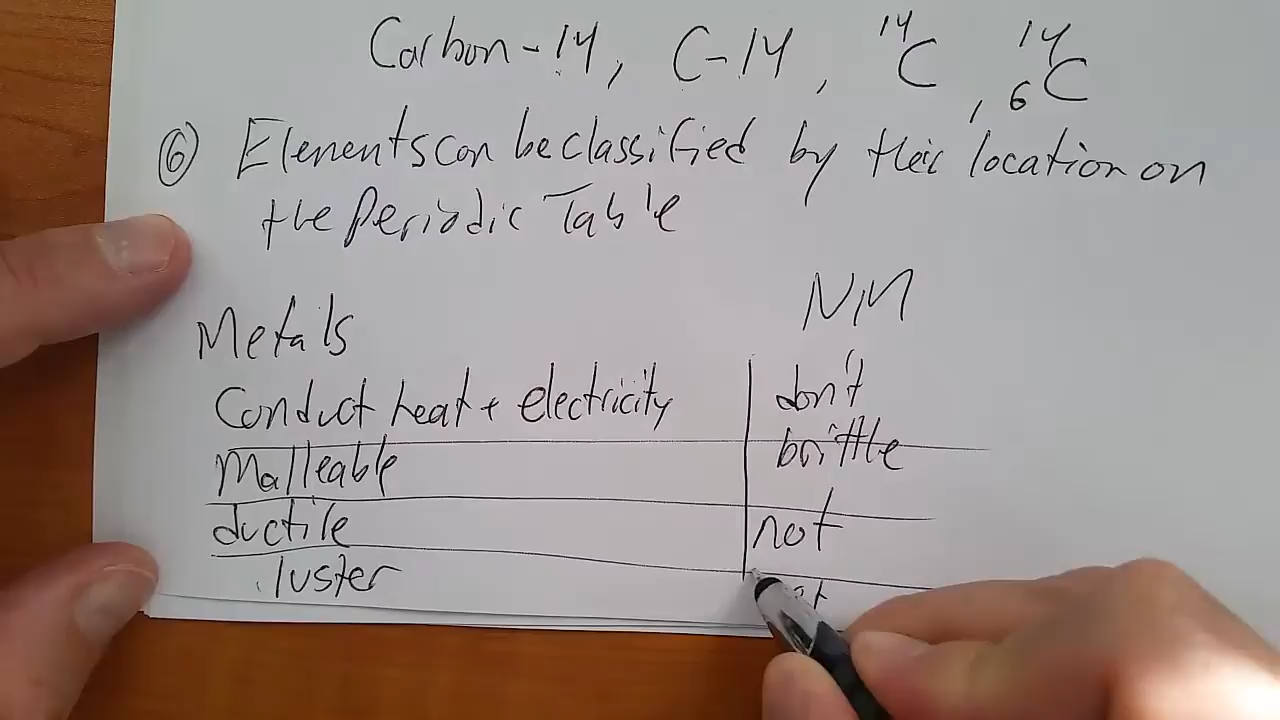 Carbon-14, C-14, ¹⁴C, ¹⁴₆C
⑥ Elements can be classified by their location on
the Periodic Table
Metals NM
Conduct heat + electricity don't
Malleable brittle
ductile not
luster